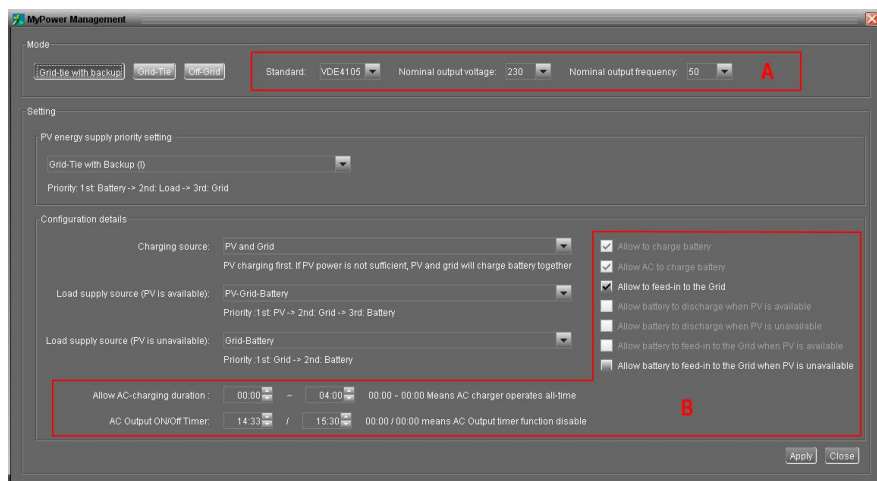 MyPower Management
Mode
Grid-tie with backup Grid-Tie Off-Grid Standard: VDE4105 Nominal output voltage: 230 Nominal output frequency: 50 A
Setting
PV energy supply priority setting
Grid-Tie with Backup (I)
Priority: 1st: Battery -> 2nd: Load -> 3rd: Grid
Configuration details
Charging source: PV and Grid
PV charging first. If PV power is not sufficient, PV and grid will charge battery together
Load supply source (PV is available): PV-Grid-Battery
Priority :1st: PV -> 2nd: Grid -> 3rd: Battery
Load supply source (PV is unavailable): Grid-Battery
Priority :1st: Grid -> 2nd: Battery
Allow to charge battery
Allow AC to charge battery
Allow to feed-in to the Grid
Allow battery to discharge when PV is available
Allow battery to discharge when PV is unavailable
Allow battery to feed-in to the Grid when PV is available
Allow battery to feed-in to the Grid when PV is unavailable
Allow AC-charging duration : 00:00 ~ 04:00 00:00 - 00:00 Means AC charger operates all-time
AC Output ON/Off Timer: 14:33 / 15:30 00:00 / 00:00 means AC Output timer function disable
B
Apply Close